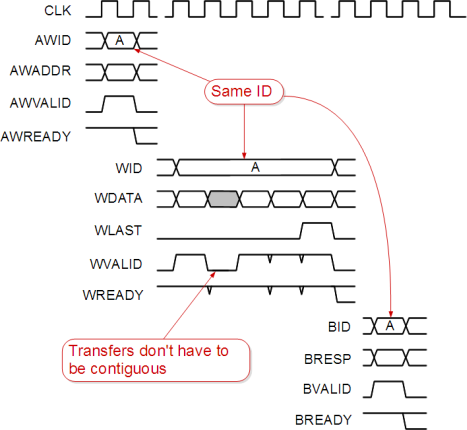 CLK
AWID
A
AWADDR
Same ID
AWVALID
AWREADY
WID
A
WDATA
WLAST
WVALID
WREADY
BID
A
Transfers don't have to
be contiguous
BRESP
BVALID
BREADY